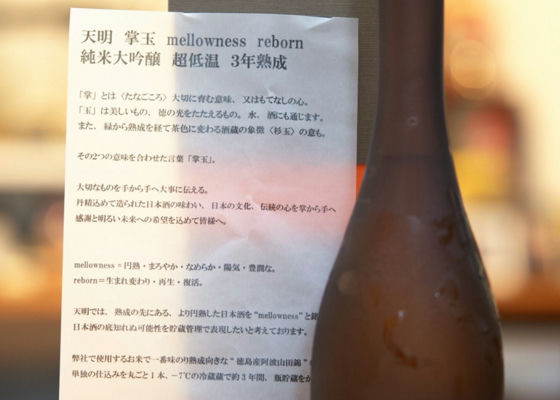 天明 掌玉 mellowness reborn
純米大吟醸 超低温 3年熟成
「掌」とは〈たなごころ〉大切に育む意味、又はもてなしの心。
「玉」は美しいもの、徳の光をたたえるもの。水、酒にも通じます。
また、緑から熟成を経て茶色に変わる酒蔵の象徴〈杉玉〉の意も。
その2つの意味を合わせた言葉「掌玉」。
大切なものを手から手へ大事に伝える。
丹精込めて造られた日本酒の味わい、日本の文化、伝統の心を掌から手へ
感謝と明るい未来への希望を込めて皆様へ。
mellowness=円熟・まろやか・なめらか・陽気・豊潤な。
reborn=生まれ変わり・再生・復活。
天明では、熟成の先にある、より円熟した日本酒を“mellowness”と
日本酒の底知れぬ可能性を貯蔵管理で表現したいと考えております。
弊社で使用するお米で一番味のり熟成向きな“徳島産阿波山田錦”
単独の仕込みを丸ごと1本、−7℃の冷蔵蔵で約3年間、瓶貯蔵を